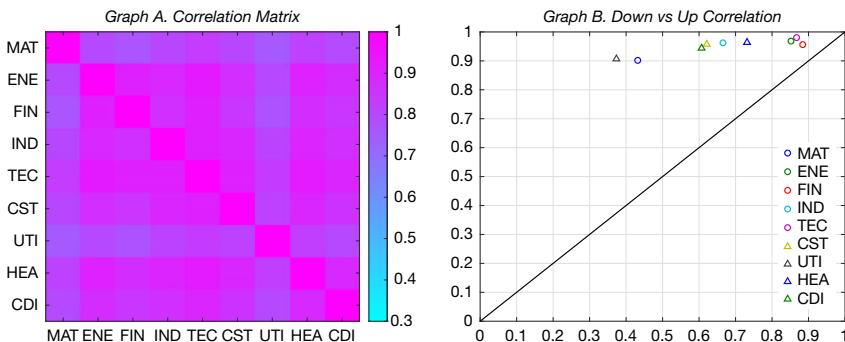 Graph A. Correlation Matrix
MAT
ENE
FIN
IND
TEC
CST
UTI
HEA
CDI
MAT ENE FIN IND TEC CST UTI HEA CDI
1
0.9
0.8
0.7
0.6
0.5
0.4
0.3
Graph B. Down vs Up Correlation
1
0.9
0.8
0.7
0.6
0.5
0.4
0.3
0.2
0.1
0
0 0.1 0.2 0.3 0.4 0.5 0.6 0.7 0.8 0.9 1
MAT
ENE
FIN
IND
TEC
CST
UTI
HEA
CDI